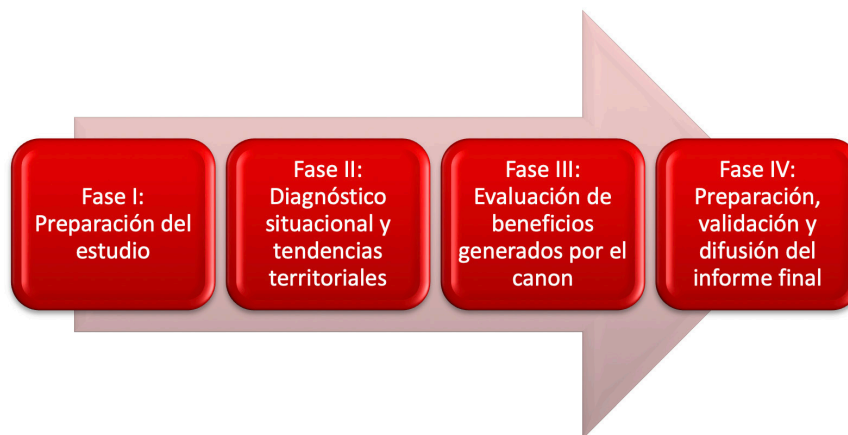 Fase I:
Preparación del
estudio
Fase II:
Diagnóstico
situacional y
tendencias
territoriales
Fase III:
Evaluación de
beneficios
generados por el
canon
Fase IV:
Preparación,
validación y
difusión del
informe final